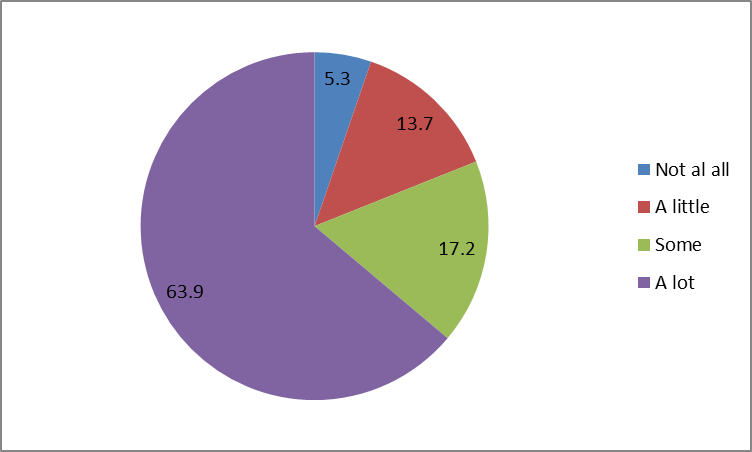 5.3
13.7
17.2
63.9
Not al all
A little
Some
A lot